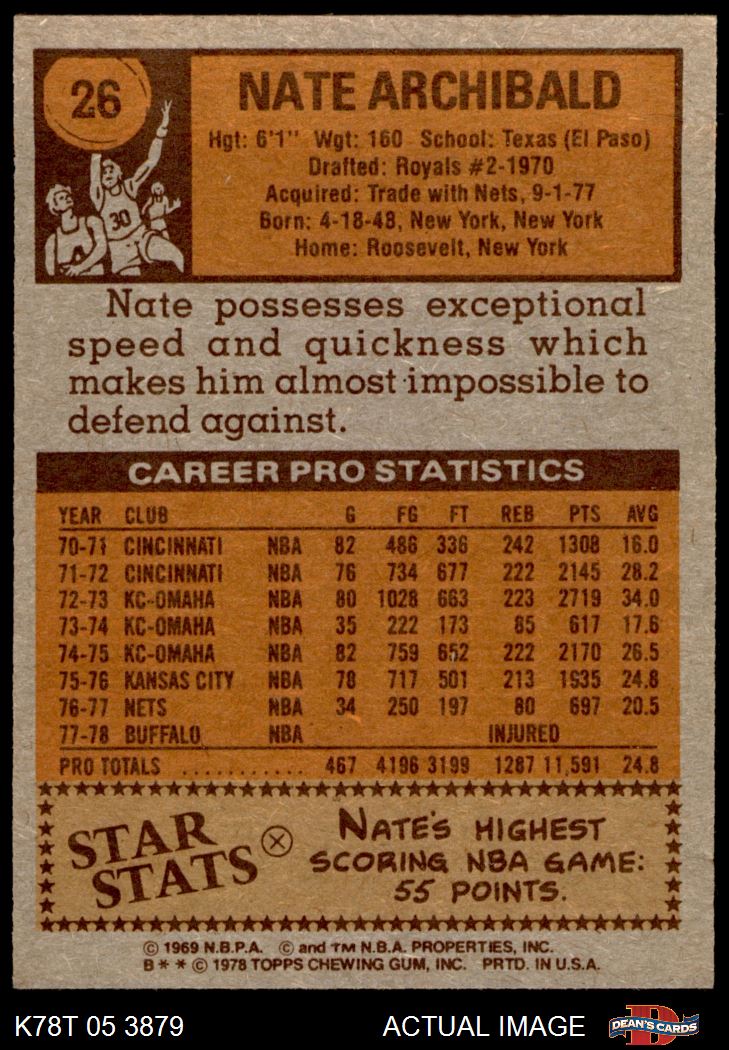 26
NATE ARCHIBALD
Hgt: 6'1" Wgt: 160 School: Texas (El Paso)
Drafted: Royals #2-1970
Acquired: Trade with Nets, 9-1-77
Born: 4-18-48, New York, New York
Home: Roosevelt, New York
30
Nate possesses exceptional
speed and quickness which
makes him almost impossible to
defend against.
CAREER PRO STATISTICS
YEAR CLUB G FG FT REB PTS AVG
70-71 CINCINNATI NBA 82 486 336 242 1308 16.0
71-72 CINCINNATI NBA 76 734 677 222 2145 28.2
72-73 KC-OMAHA NBA 80 1028 663 223 2719 34.0
73-74 KC-OMAHA NBA 35 222 173 85 617 17.6
74-75 KC-OMAHA NBA 82 759 652 222 2170 26.5
75-76 KANSAS CITY NBA 78 717 501 213 1935 24.8
76-77 NETS NBA 34 250 197 80 697 20.5
77-78 BUFFALO NBA INJURED
PRO TOTALS .......... 467 4196 3199 1287 11,591 24.8
STAR STATS
NATE'S HIGHEST
SCORING NBA GAME:
55 POINTS.
© 1969 N.B.P.A. © and TM N.B.A. PROPERTIES, INC.
B** © 1978 TOPPS CHEWING GUM, INC. PRTD. IN U.S.A.
K78T 05 3879 ACTUAL IMAGE D DEAN'S CARDS